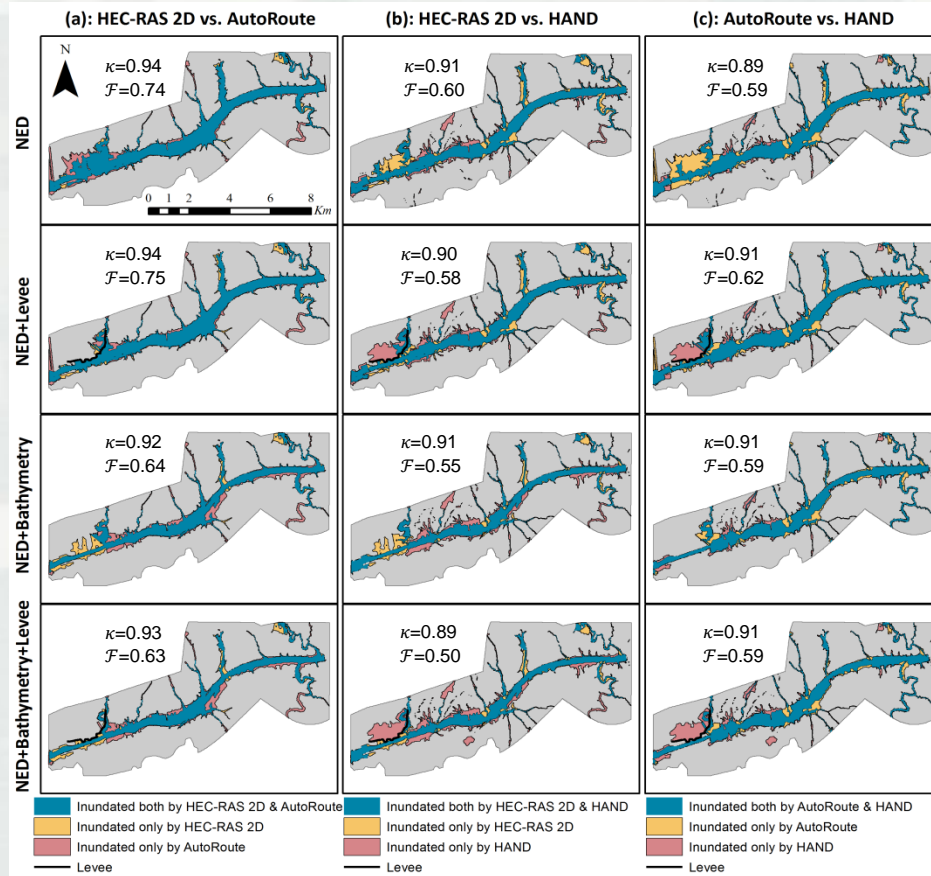 (a): HEC-RAS 2D vs. AutoRoute
(b): HEC-RAS 2D vs. HAND
(c): AutoRoute vs. HAND
NED
N
κ=0.94
ℱ=0.74
0 1 2 4 6 8
Km
κ=0.91
ℱ=0.60
κ=0.89
ℱ=0.59
NED+Levee
κ=0.94
ℱ=0.75
κ=0.90
ℱ=0.58
κ=0.91
ℱ=0.62
NED+Bathymetry
κ=0.92
ℱ=0.64
κ=0.91
ℱ=0.55
κ=0.91
ℱ=0.59
NED+Bathymetry+Levee
κ=0.93
ℱ=0.63
κ=0.89
ℱ=0.50
κ=0.91
ℱ=0.59
Inundated both by HEC-RAS 2D & AutoRoute
Inundated only by HEC-RAS 2D
Inundated only by AutoRoute
Levee
Inundated both by HEC-RAS 2D & HAND
Inundated only by HEC-RAS 2D
Inundated only by HAND
Levee
Inundated both by AutoRoute & HAND
Inundated only by AutoRoute
Inundated only by HAND
Levee